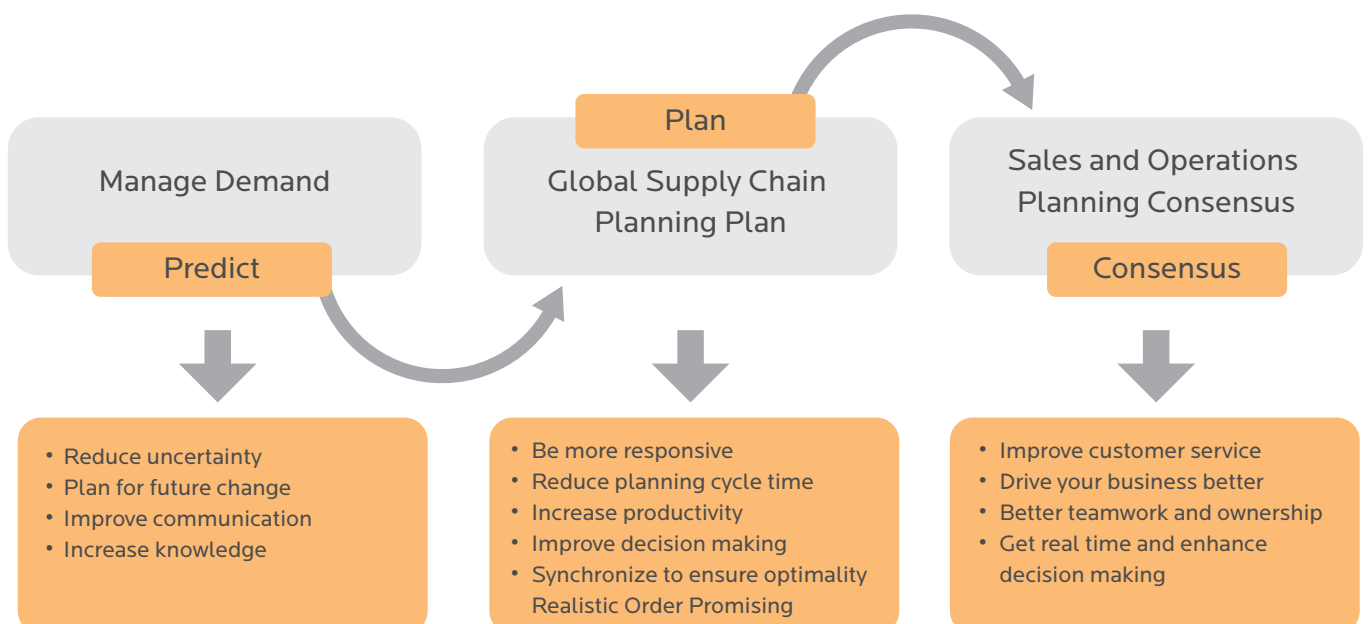 Manage Demand
Predict
• Reduce uncertainty
• Plan for future change
• Improve communication
• Increase knowledge
Plan
Global Supply Chain
Planning Plan
• Be more responsive
• Reduce planning cycle time
• Increase productivity
• Improve decision making
• Synchronize to ensure optimality
Realistic Order Promising
Sales and Operations
Planning Consensus
Consensus
• Improve customer service
• Drive your business better
• Better teamwork and ownership
• Get real time and enhance
decision making